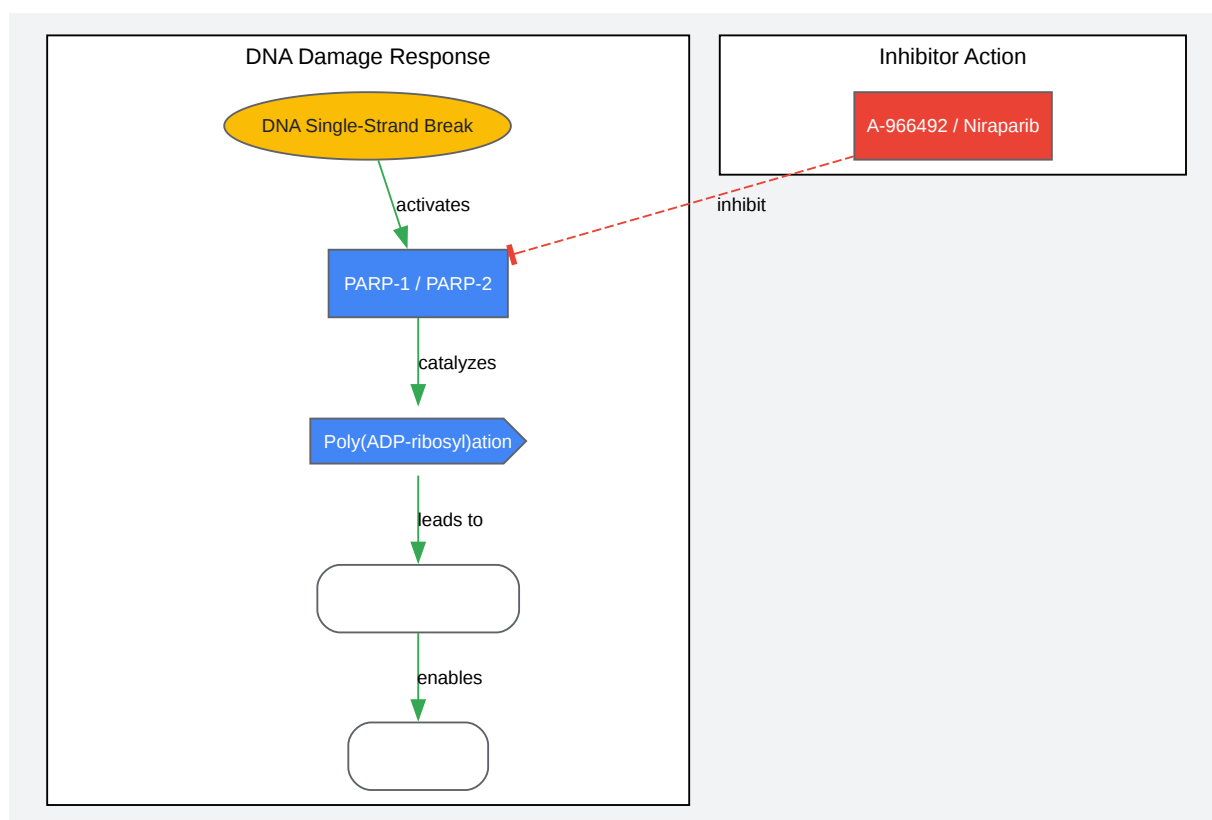 DNA Damage Response
DNA Single-Strand Break
activates
PARP-1 / PARP-2
catalyzes
Poly(ADP-ribosyl)ation
leads to
enables
Inhibitor Action
A-966492 / Niraparib
inhibit